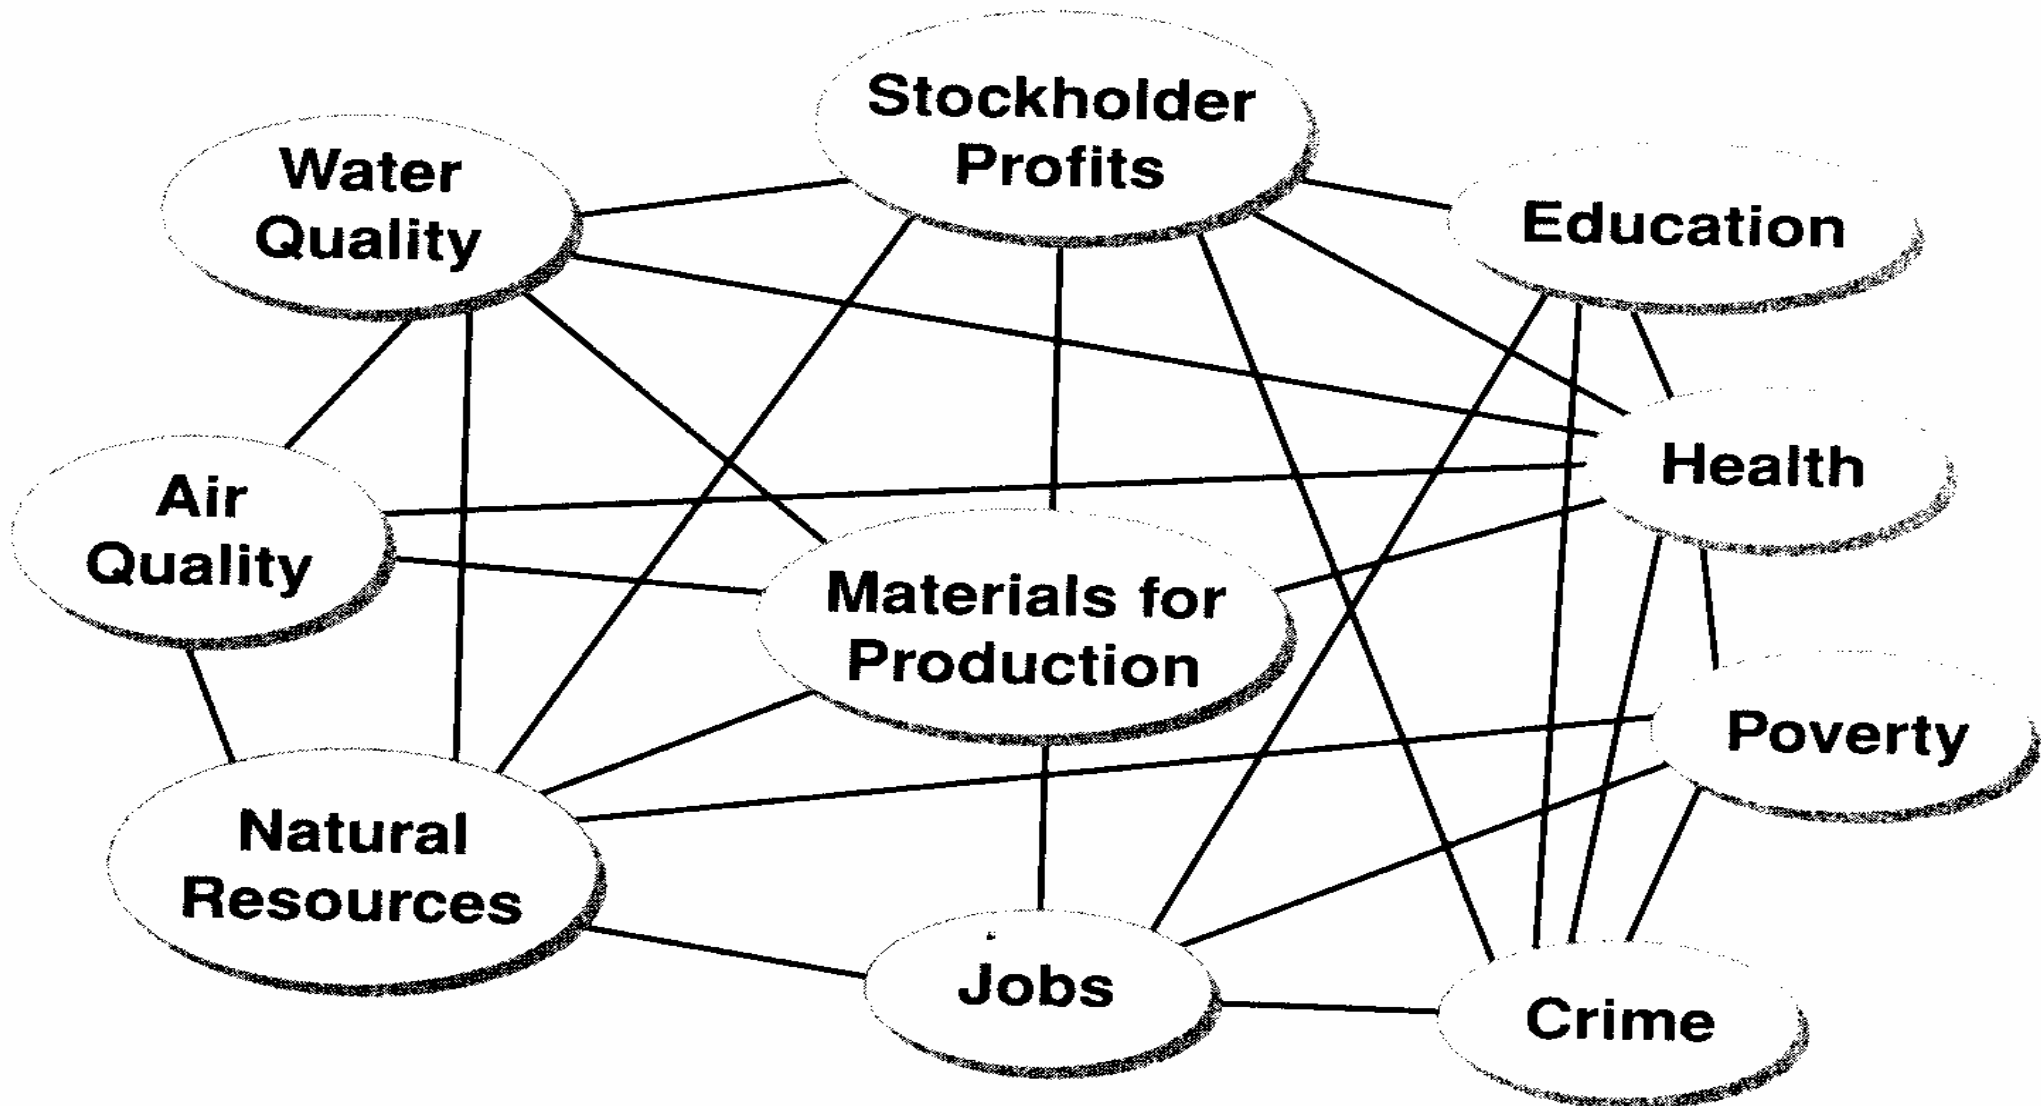 Stockholder
Profits
Water
Quality
Education
Air
Quality
Health
Materials for
Production
Poverty
Natural
Resources
Jobs
Crime